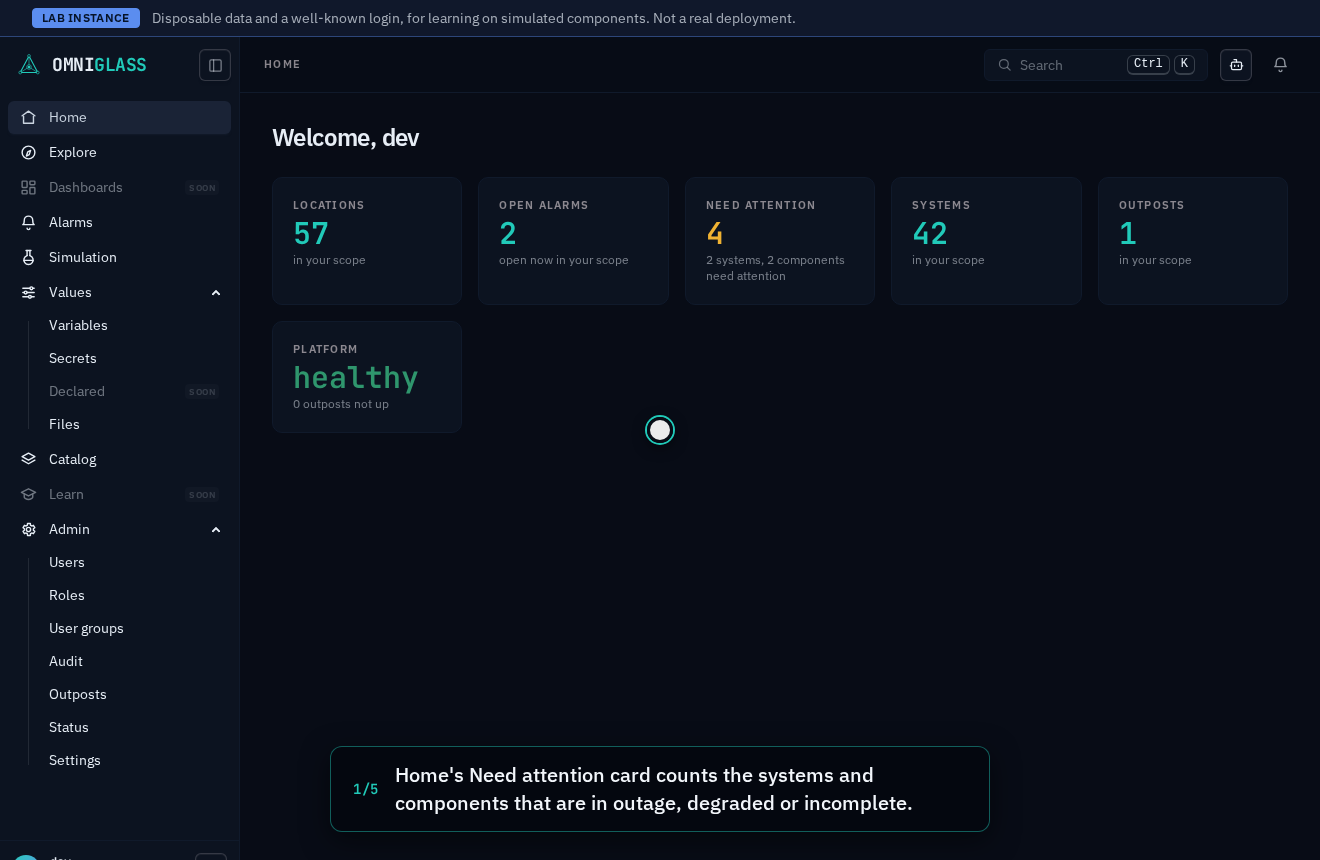 LAB INSTANCE Disposable data and a well-known login, for learning on simulated components. Not a real deployment.
OMNIGLASS
HOME
Search Ctrl K
Home
Explore
Dashboards SOON
Alarms
Simulation
Values
Variables
Secrets
Declared SOON
Files
Catalog
Learn SOON
Admin
Users
Roles
User groups
Audit
Outposts
Status
Settings
Welcome, dev
LOCATIONS
57
in your scope
OPEN ALARMS
2
open now in your scope
NEED ATTENTION
4
2 systems, 2 components
need attention
SYSTEMS
42
in your scope
OUTPOSTS
1
in your scope
PLATFORM
healthy
0 outposts not up
1/5
Home's Need attention card counts the systems and
components that are in outage, degraded or incomplete.